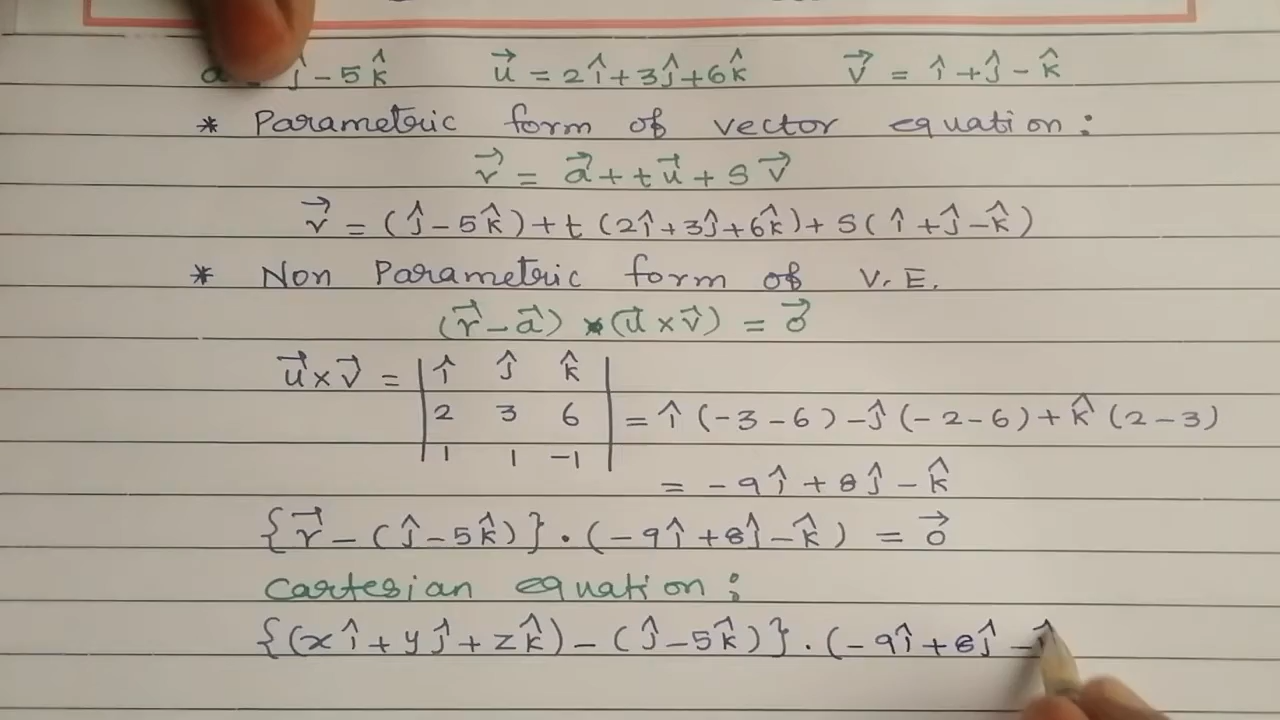 a⃗ = ĵ - 5k̂ u⃗ = 2î + 3ĵ + 6k̂ v⃗ = î + ĵ - k̂
* Parametric form of vector equation :
r⃗ = a⃗ + t u⃗ + s v⃗
r⃗ = (ĵ - 5k̂) + t (2î + 3ĵ + 6k̂) + s (î + ĵ - k̂)
* Non Parametric form of V.E.
(r⃗ - a⃗) • (u⃗ × v⃗) = 0⃗
u⃗ × v⃗ = | î ĵ k̂ |
| 2 3 6 | = î (-3 - 6) - ĵ (-2 - 6) + k̂ (2 - 3)
| 1 1 -1 |
= -9î + 8ĵ - k̂
{r⃗ - (ĵ - 5k̂)} . (-9î + 8ĵ - k̂) = 0⃗
Cartesian equation :
{(xî + yĵ + zk̂) - (ĵ - 5k̂)} . (-9î + 8ĵ -